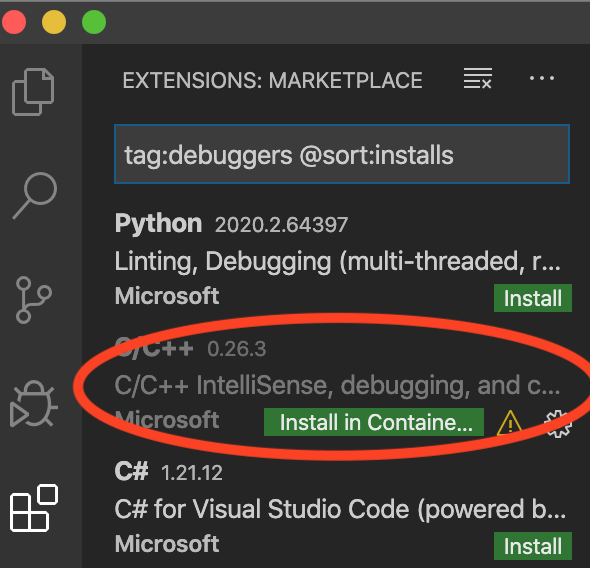 EXTENSIONS: MARKETPLACE
tag:debuggers @sort:installs
Python 2020.2.64397
Linting, Debugging (multi-threaded, r...
Microsoft Install
C/C++ 0.26.3
C/C++ IntelliSense, debugging, and c...
Microsoft Install in Containe...
C# 1.21.12
C# for Visual Studio Code (powered b...
Microsoft Install